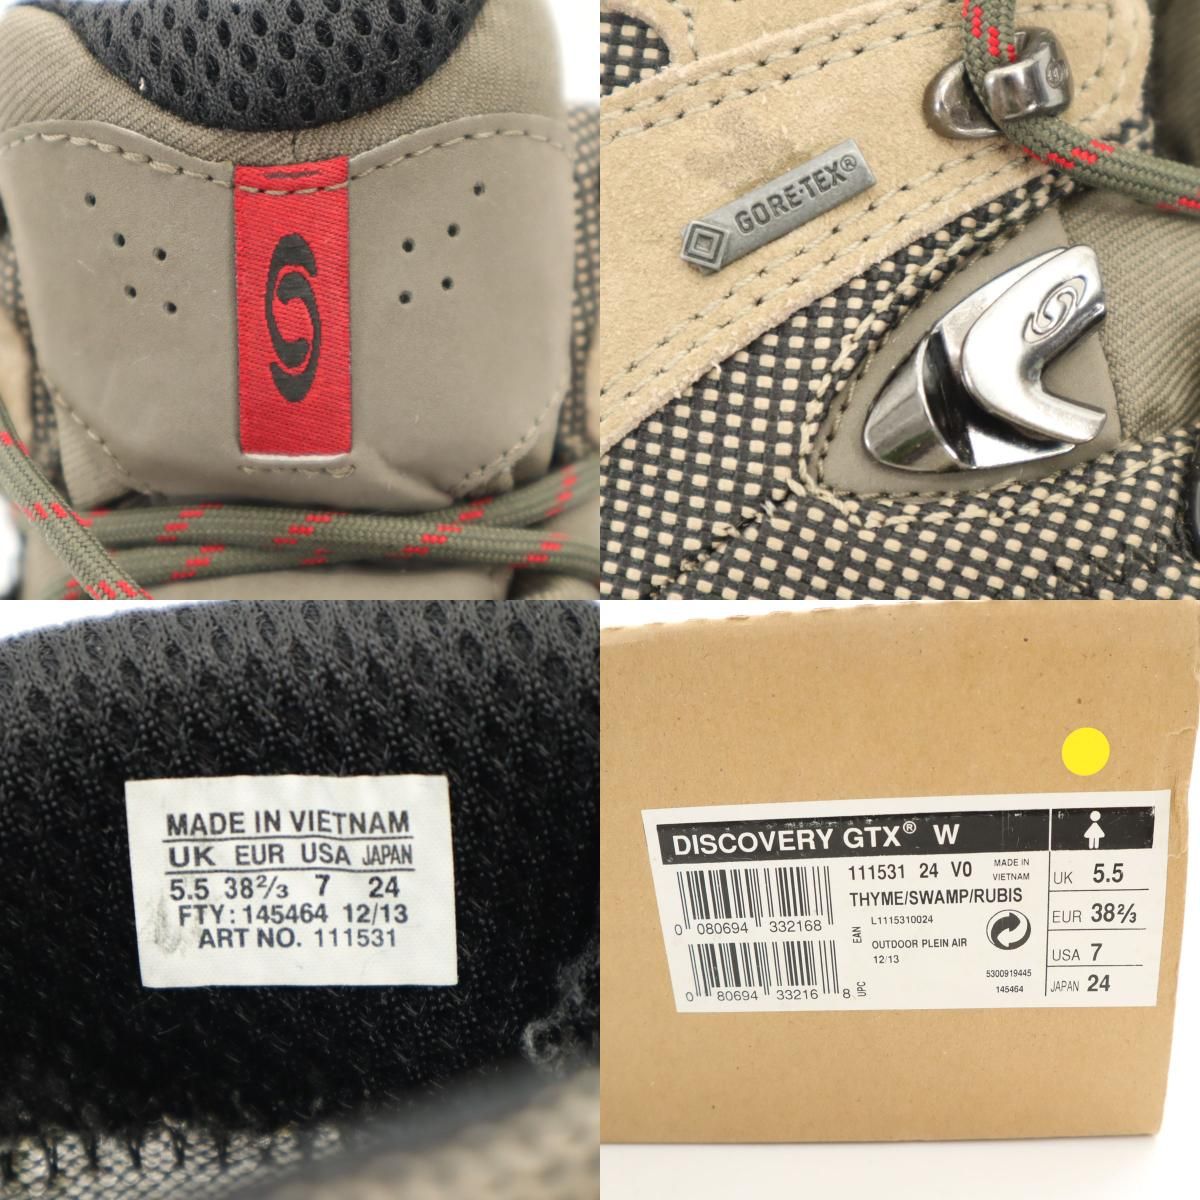 GORE-TEX®
MADE IN VIETNAM
UK EUR USA JAPAN
5.5 38⅔ 7 24
FTY: 145464 12/13
ART NO. 111531
DISCOVERY GTX® W
111531 24 V0
MADE IN
VIETNAM
THYME/SWAMP/RUBIS
L1115310024
OUTDOOR PLEIN AIR
12/13
5300919445
145464
0 080694 332168
EAN
0 80694 33216 8
UPC
UK 5.5
EUR 38⅔
USA 7
JAPAN 24